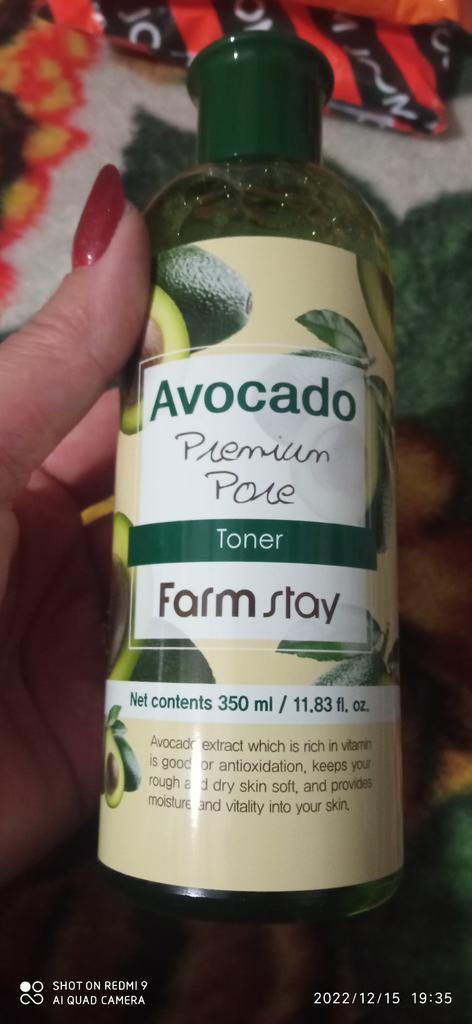 Avocado
Premium
Pore
Toner
Farmstay
Net contents 350 ml / 11.83 fl. oz.
Avocado extract which is rich in vitamin
is good for antioxidation, keeps your
rough and dry skin soft, and provides
moisture and vitality into your skin.
SHOT ON REDMI 9
AI QUAD CAMERA
2022/12/15 19:35